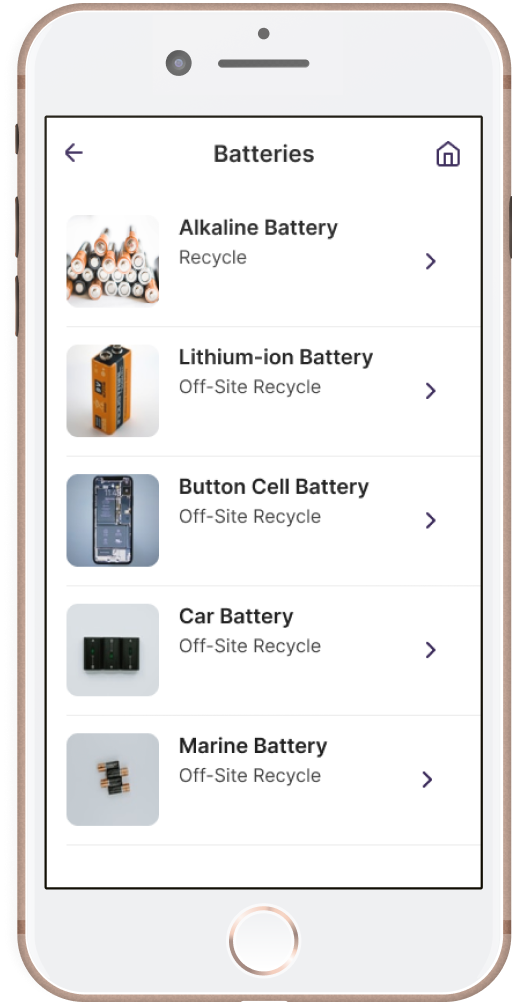 Batteries
Alkaline Battery
Recycle
Lithium-ion Battery
Off-Site Recycle
Button Cell Battery
Off-Site Recycle
Car Battery
Off-Site Recycle
Marine Battery
Off-Site Recycle